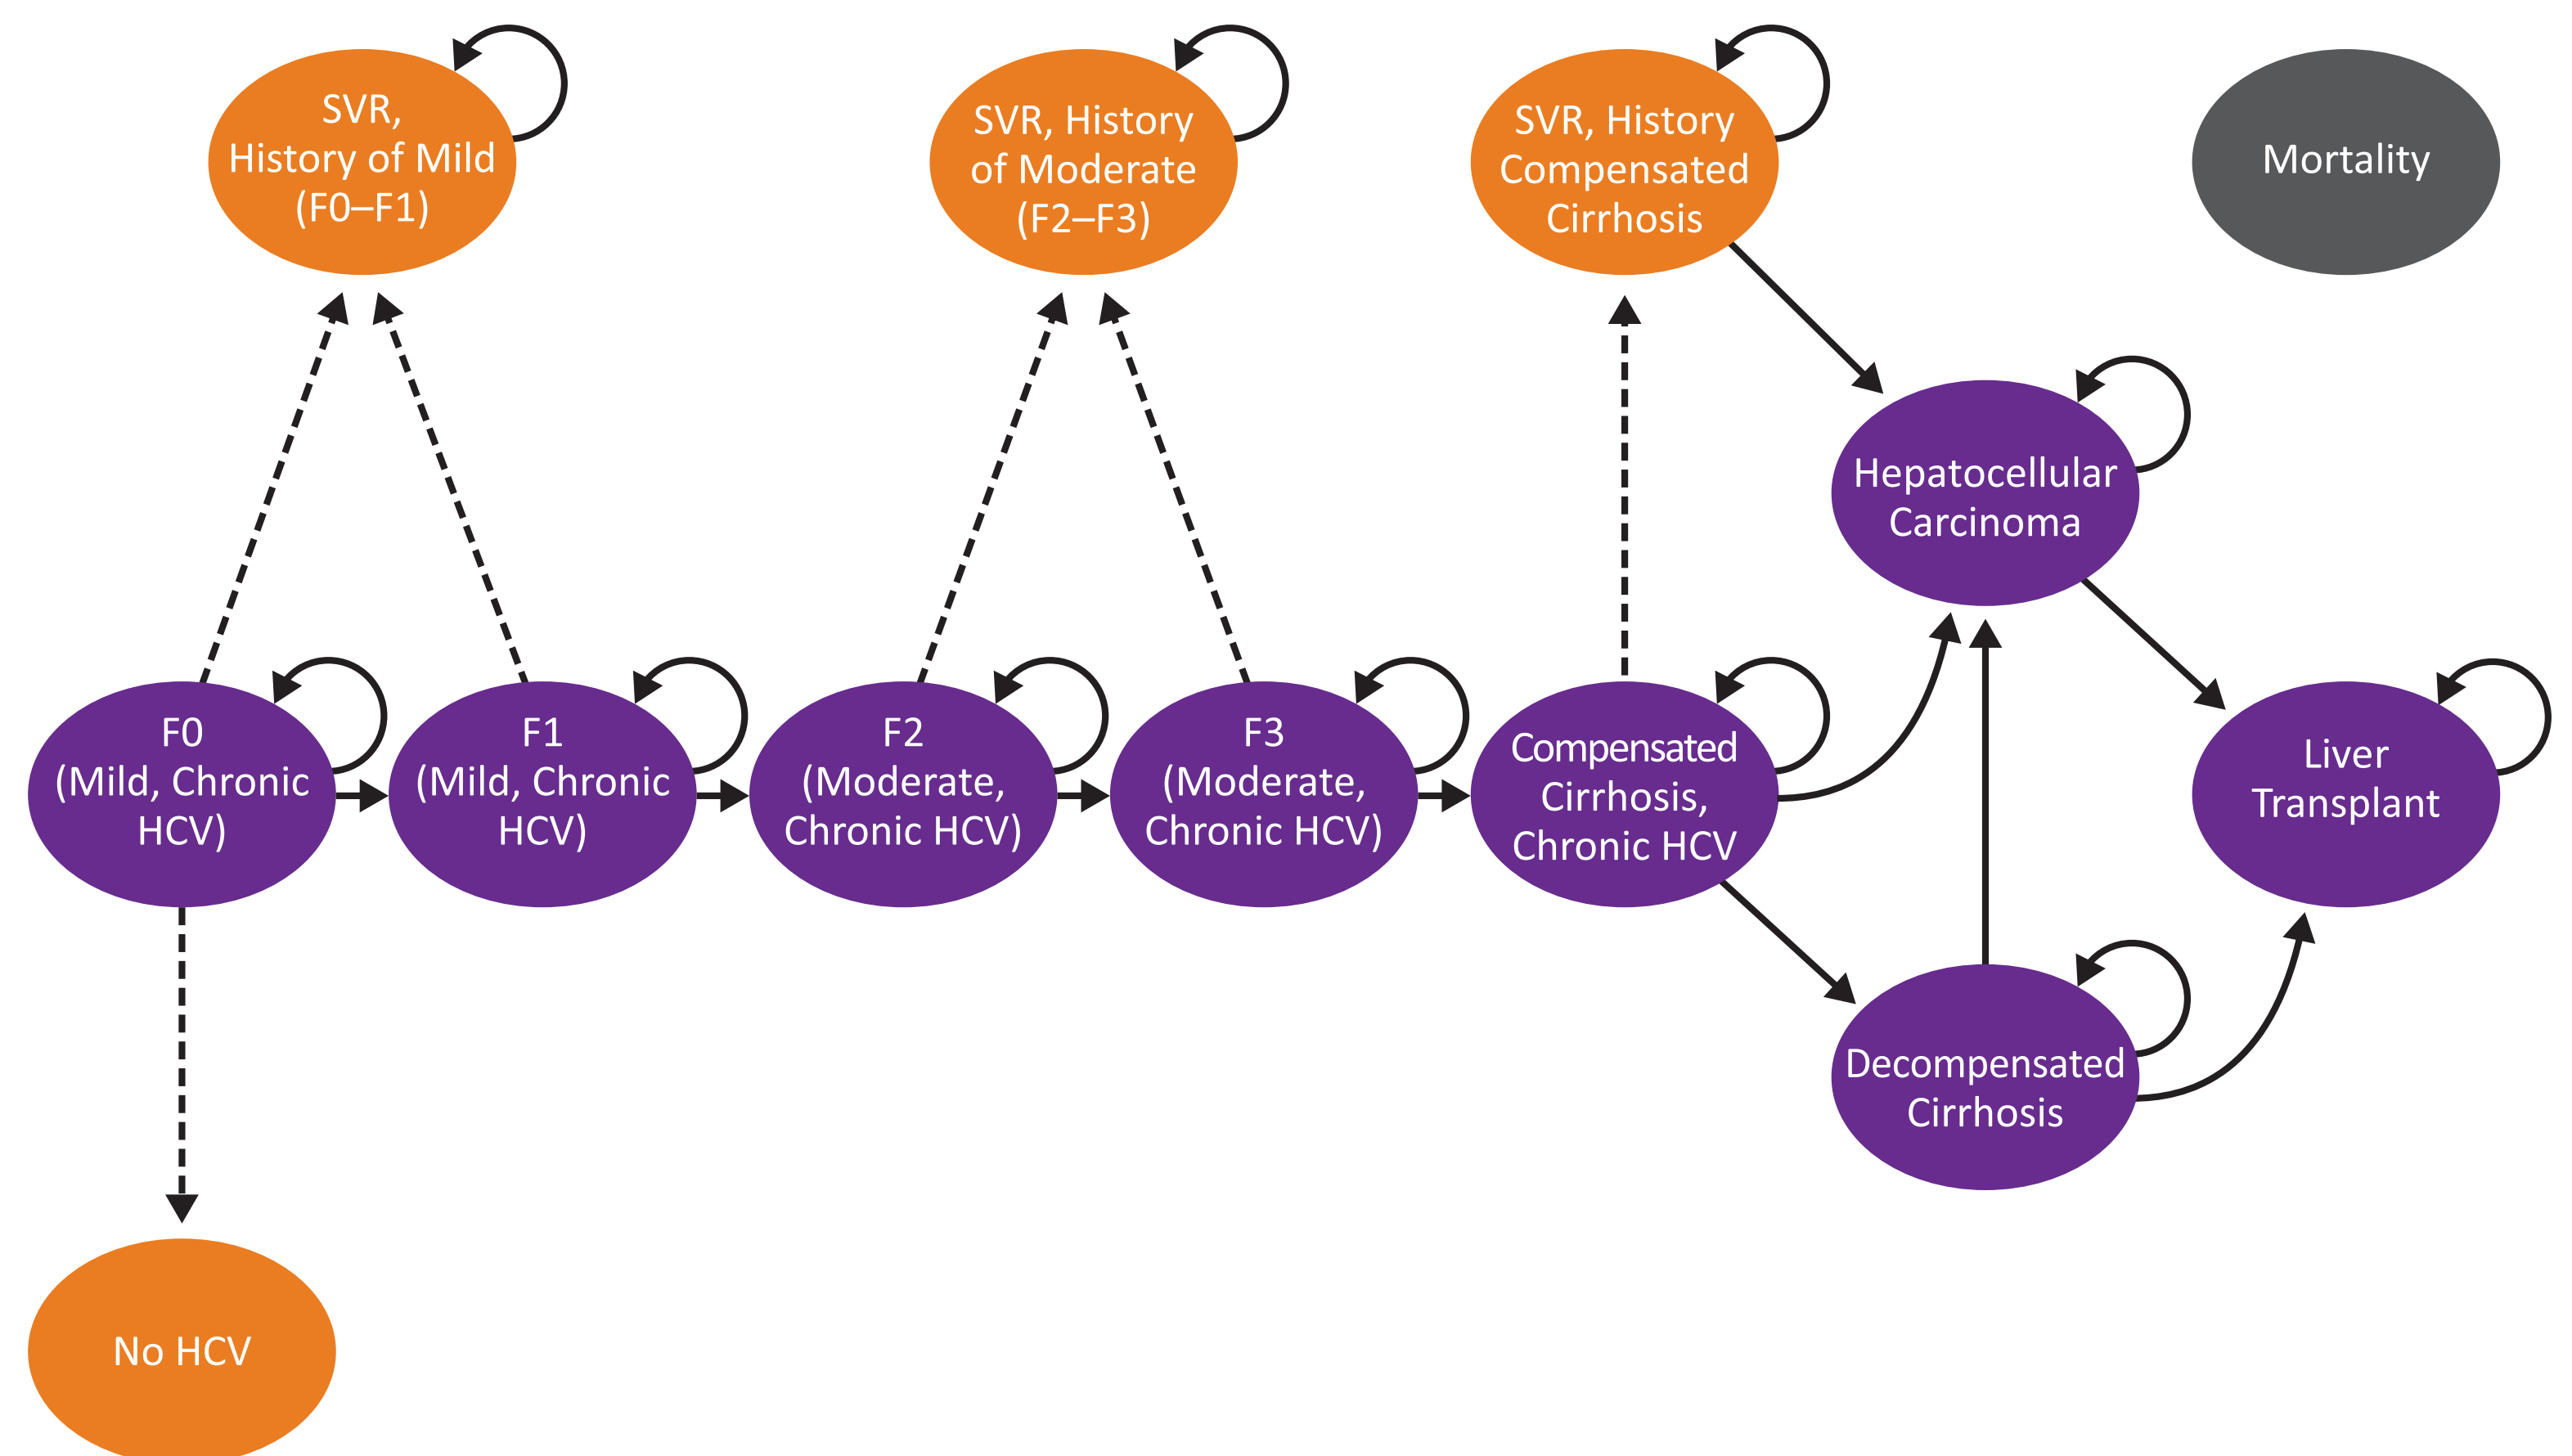 SVR,
History of Mild
(F0–F1)
SVR, History
of Moderate
(F2–F3)
SVR, History
Compensated
Cirrhosis
Mortality
Hepatocellular
Carcinoma
F0
(Mild, Chronic
HCV)
F1
(Mild, Chronic
HCV)
F2
(Moderate,
Chronic HCV)
F3
(Moderate,
Chronic HCV)
Compensated
Cirrhosis,
Chronic HCV
Liver
Transplant
Decompensated
Cirrhosis
No HCV